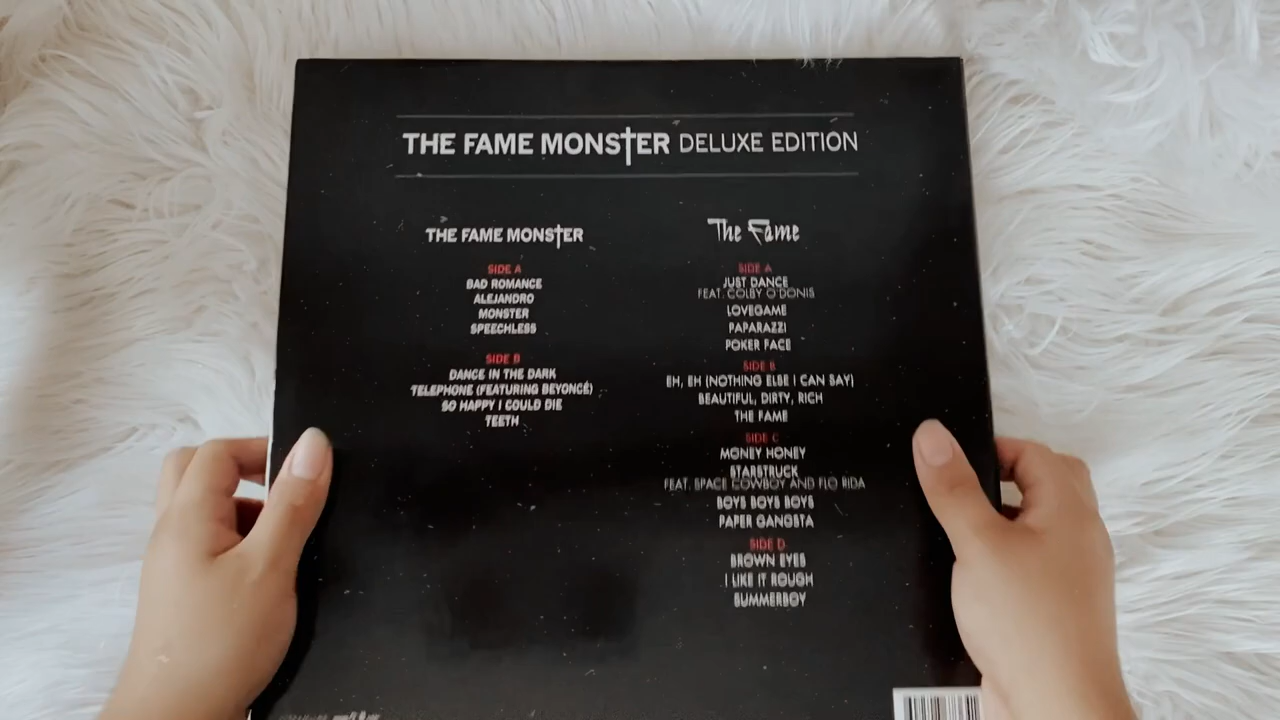 THE FAME MONSTER DELUXE EDITION
THE FAME MONSTER
SIDE A
BAD ROMANCE
ALEJANDRO
MONSTER
SPEECHLESS
SIDE B
DANCE IN THE DARK
TELEPHONE (FEATURING BEYONCÉ)
SO HAPPY I COULD DIE
TEETH
The Fame
SIDE A
JUST DANCE
FEAT. COLBY O'DONIS
LOVEGAME
PAPARAZZI
POKER FACE
SIDE B
EH, EH (NOTHING ELSE I CAN SAY)
BEAUTIFUL, DIRTY, RICH
THE FAME
SIDE C
MONEY HONEY
STARSTRUCK
FEAT. SPACE COWBOY AND FLO RIDA
BOYS BOYS BOYS
PAPER GANGSTA
SIDE D
BROWN EYES
I LIKE IT ROUGH
SUMMERBOY